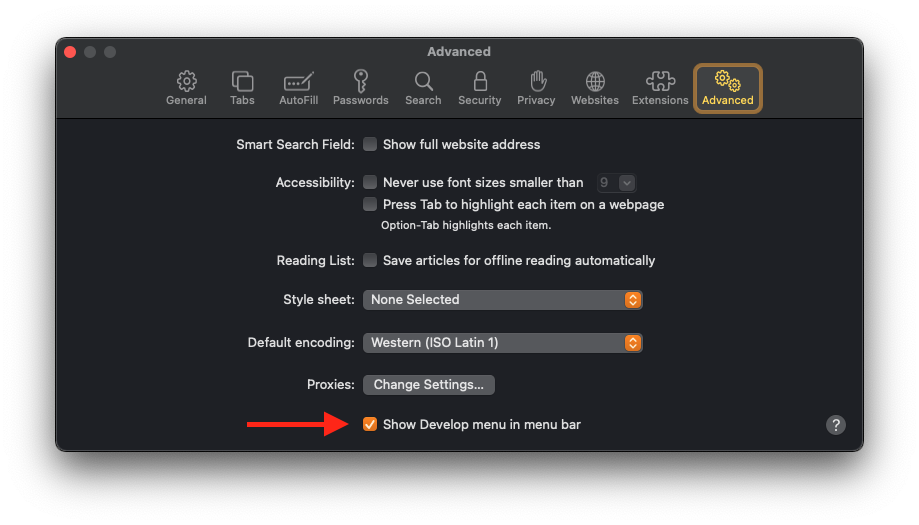 Advanced
General Tabs AutoFill Passwords Search Security Privacy Websites Extensions Advanced
Smart Search Field: Show full website address
Accessibility: Never use font sizes smaller than 9
Press Tab to highlight each item on a webpage
Option-Tab highlights each item.
Reading List: Save articles for offline reading automatically
Style sheet: None Selected
Default encoding: Western (ISO Latin 1)
Proxies: Change Settings...
Show Develop menu in menu bar ?